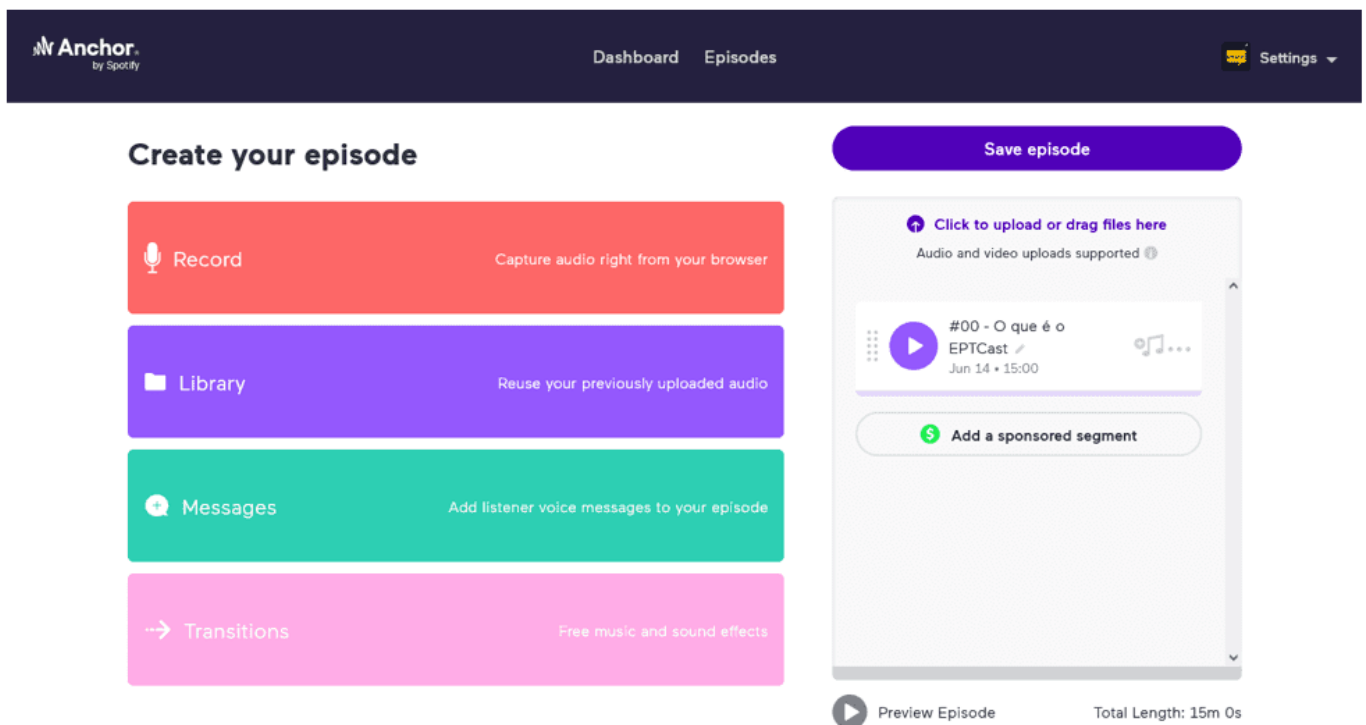 Anchor.
by Spotify
Dashboard Episodes
Settings
Create your episode
Save episode
Record
Capture audio right from your browser
Library
Reuse your previously uploaded audio
Messages
Add listener voice messages to your episode
Transitions
Free music and sound effects
Click to upload or drag files here
Audio and video uploads supported
#00 - O que é o
EPTCast
Jun 14 • 15:00
Add a sponsored segment
Preview Episode
Total Length: 15m 0s